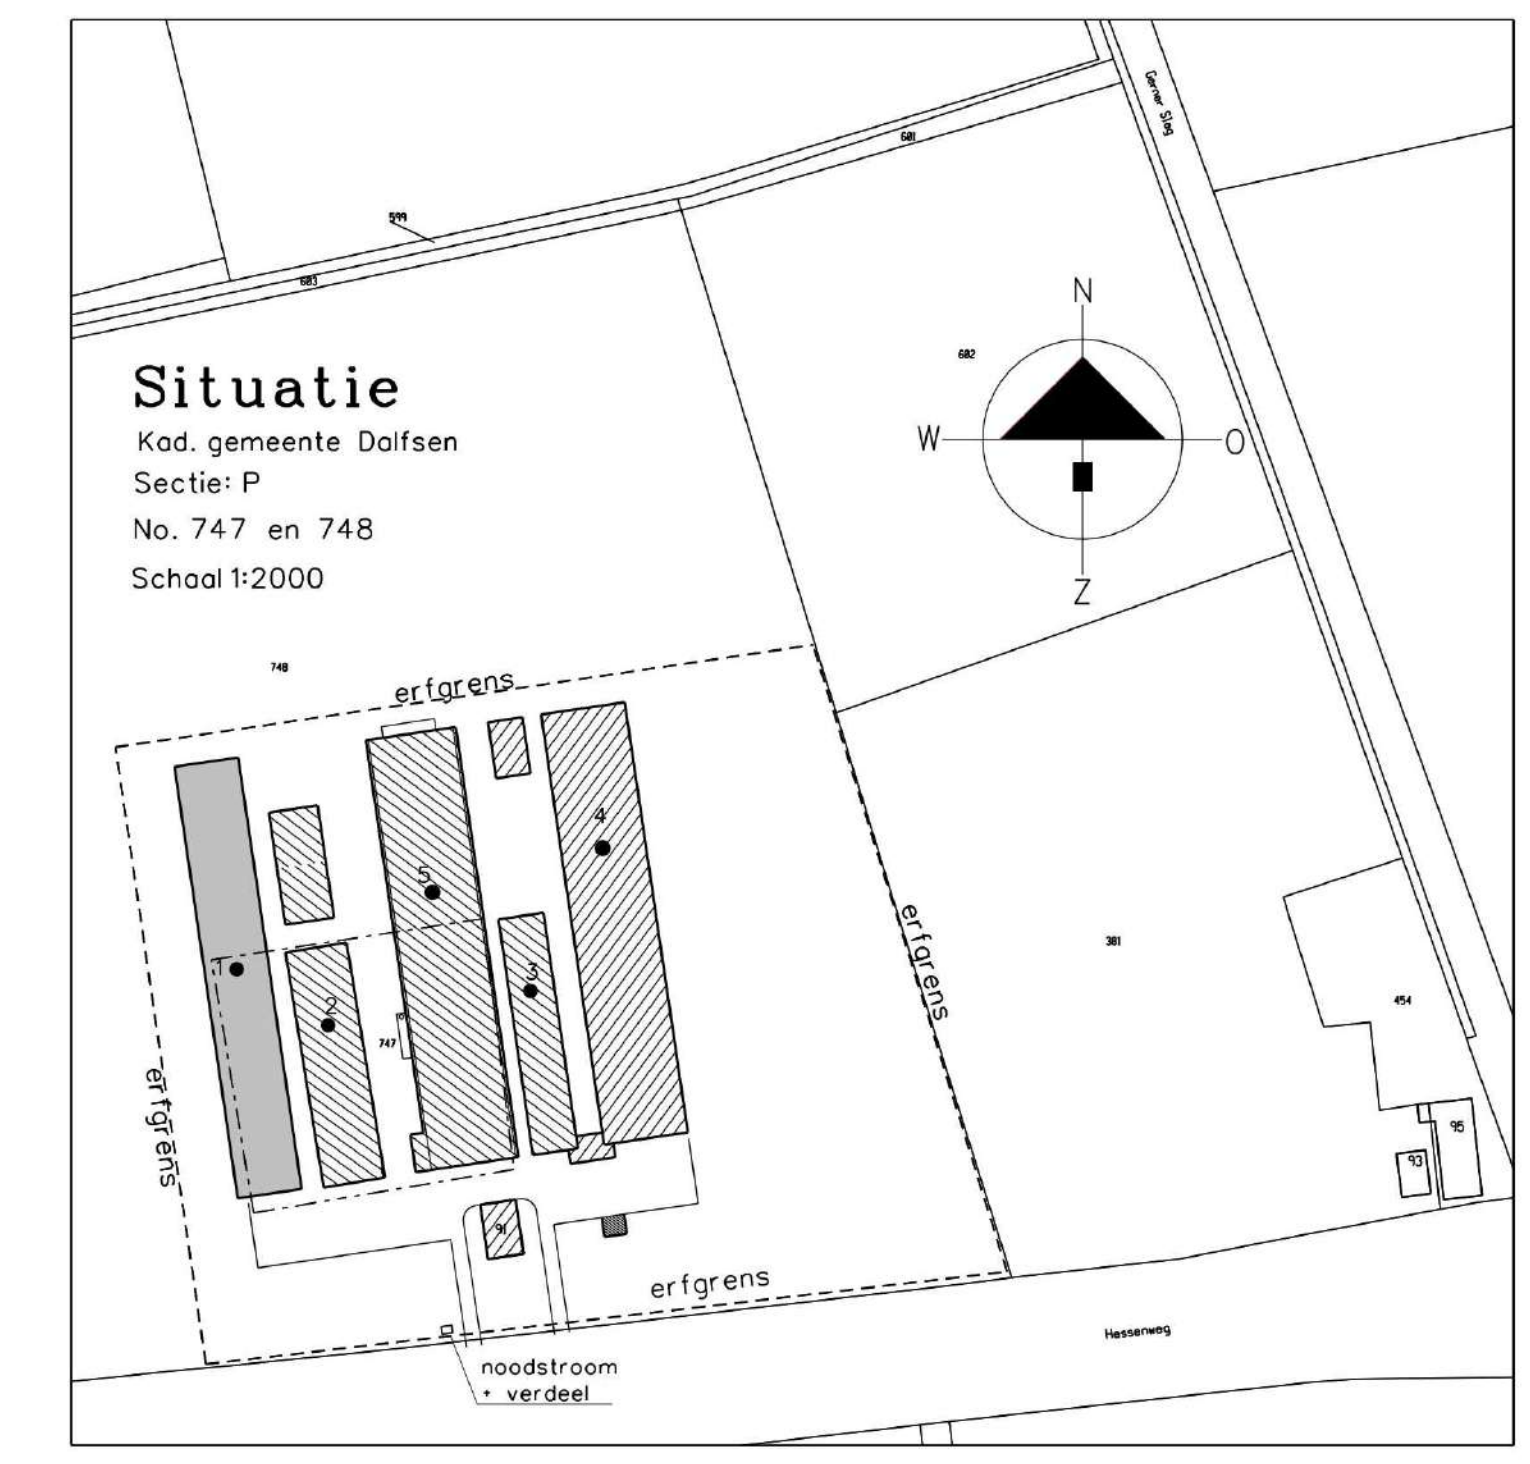 Gerner Slag
601
599
603
N
602
W
O
Z
Situatie
Kad. gemeente Dalfsen
Sectie: P
No. 747 en 748
Schaal 1:2000
748
erfgrens
4
5
erfgrens
381
1
3
2
747
454
erfgrens
95
93
91
erfgrens
Hessenweg
noodstroom
+ verdeel